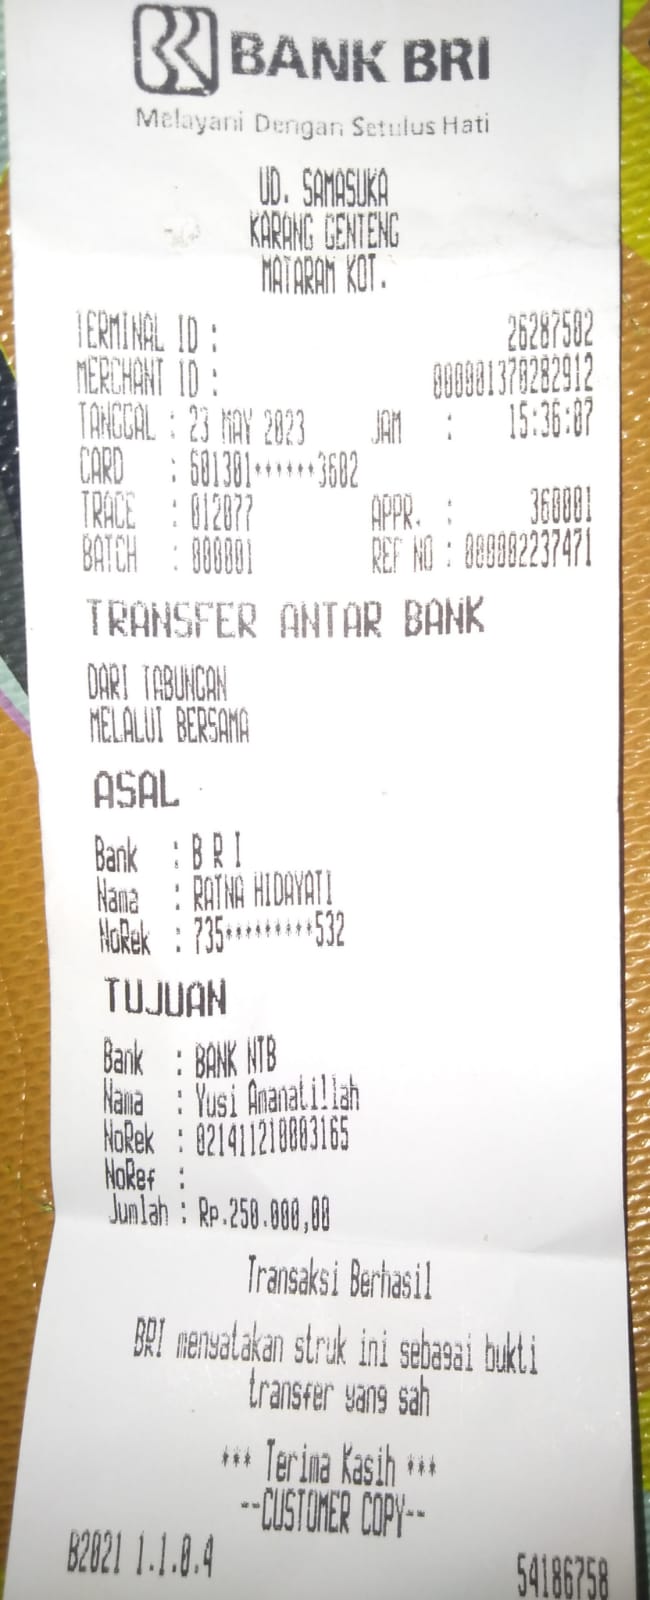 BANK BRI
Melayani Dengan Setulus Hati
UD. SAMASUKA
KARANG GENTENG
MATARAM KOT.
TERMINAL ID : 26287502
MERCHANT ID : 000001370282912
TANGGAL : 23 MAY 2023 JAM : 15:36:07
CARD : 601301******3602
TRACE : 012077 APPR. : 360001
BATCH : 000001 REF NO : 000002237471
TRANSFER ANTAR BANK
DARI TABUNGAN
MELALUI BERSAMA
ASAL
Bank : B R I
Nama : RATNA HIDAYATI
NoRek : 735*********532
TUJUAN
Bank : BANK NTB
Nama : Yusi Amanatillah
NoRek : 021411210003165
NoRef :
Jumlah : Rp.250.000,00
Transaksi Berhasil
BRI menyatakan struk ini sebagai bukti
transfer yang sah
*** Terima Kasih ***
--CUSTOMER COPY--
B2021 1.1.0.4 54186758